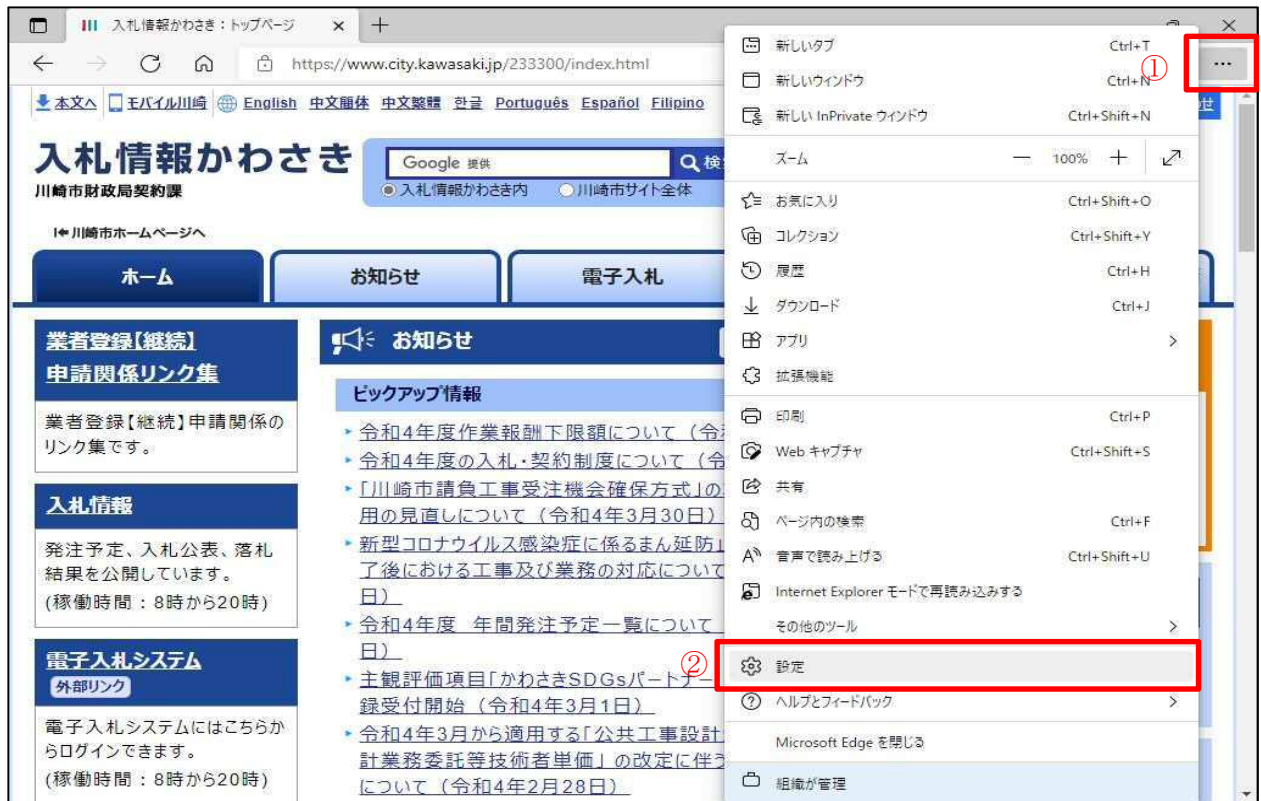 入札情報かわさき：トップページ
https://www.city.kawasaki.jp/233300/index.html
①
本文へ モバイル川崎 English 中文简体 中文繁體 한글 Português Español Filipino
入札情報かわさき
川崎市財政局契約課
Google 提供
入札情報かわさき内 川崎市サイト全体
川崎市ホームページへ
ホーム お知らせ 電子入札
業者登録【継続】
申請関係リンク集
業者登録【継続】申請関係の
リンク集です。
入札情報
発注予定、入札公表、落札
結果を公開しています。
(稼働時間：8時から20時)
電子入札システム
外部リンク
電子入札システムにはこちらか
らログインできます。
(稼働時間：8時から20時)
お知らせ
ピックアップ情報
令和4年度作業報酬下限額について（令
令和4年度の入札・契約制度について（令
「川崎市請負工事受注機会確保方式」の
用の見直しについて（令和4年3月30日）
新型コロナウイルス感染症に係るまん延防止
了後における工事及び業務の対応について
日）
令和4年度 年間発注予定一覧について
日）
主観評価項目「かわさきSDGsパートナー
録受付開始（令和4年3月1日）
令和4年3月から適用する「公共工事設計
計業務委託等技術者単価」の改定に伴う
について（令和4年2月28日）
新しいタブ Ctrl+T
新しいウィンドウ Ctrl+N
新しい InPrivate ウィンドウ Ctrl+Shift+N
ズーム 100%
お気に入り Ctrl+Shift+O
コレクション Ctrl+Shift+Y
履歴 Ctrl+H
ダウンロード Ctrl+J
アプリ
拡張機能
印刷 Ctrl+P
Web キャプチャ Ctrl+Shift+S
共有
ページ内の検索 Ctrl+F
音声で読み上げる Ctrl+Shift+U
Internet Explorer モードで再読み込みする
その他のツール
②
設定
ヘルプとフィードバック
Microsoft Edge を閉じる
組織が管理